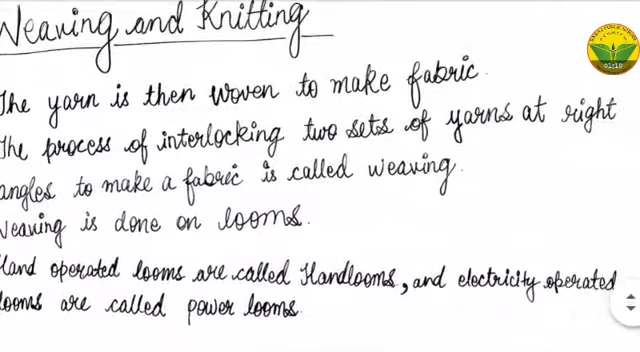 Weaving and Knitting
The yarn is then woven to make fabric.
The process of interlocking two sets of yarns at right
angles to make a fabric is called weaving.
Weaving is done on looms.
Hand operated looms are called Handlooms, and electricity operated
looms are called power looms.